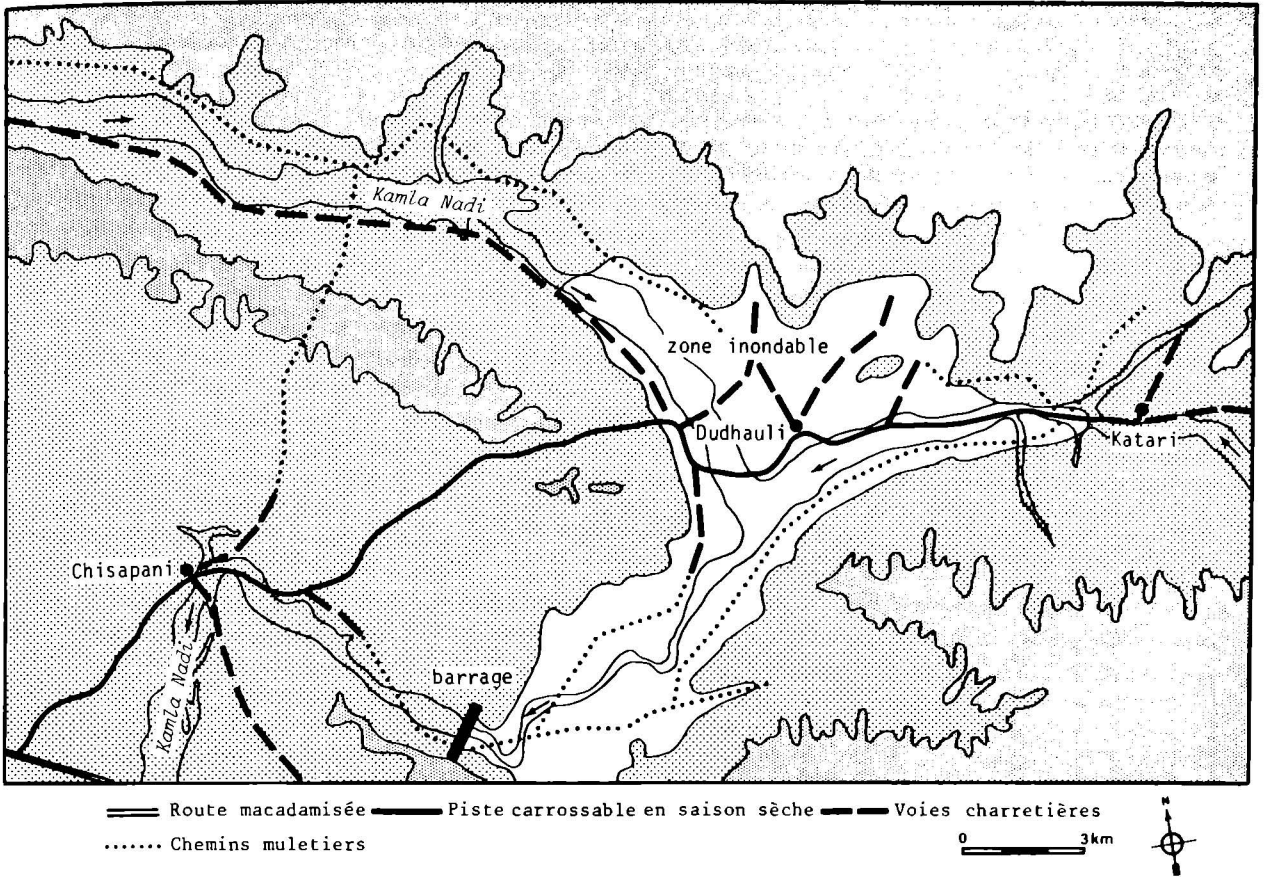 Kamla Nadi
zone inondable
Dudhauli
Katari
Chisapani
Kamla Nadi
barrage
Route macadamisée Piste carrossable en saison sèche Voies charretières
Chemins muletiers
0 3km
N